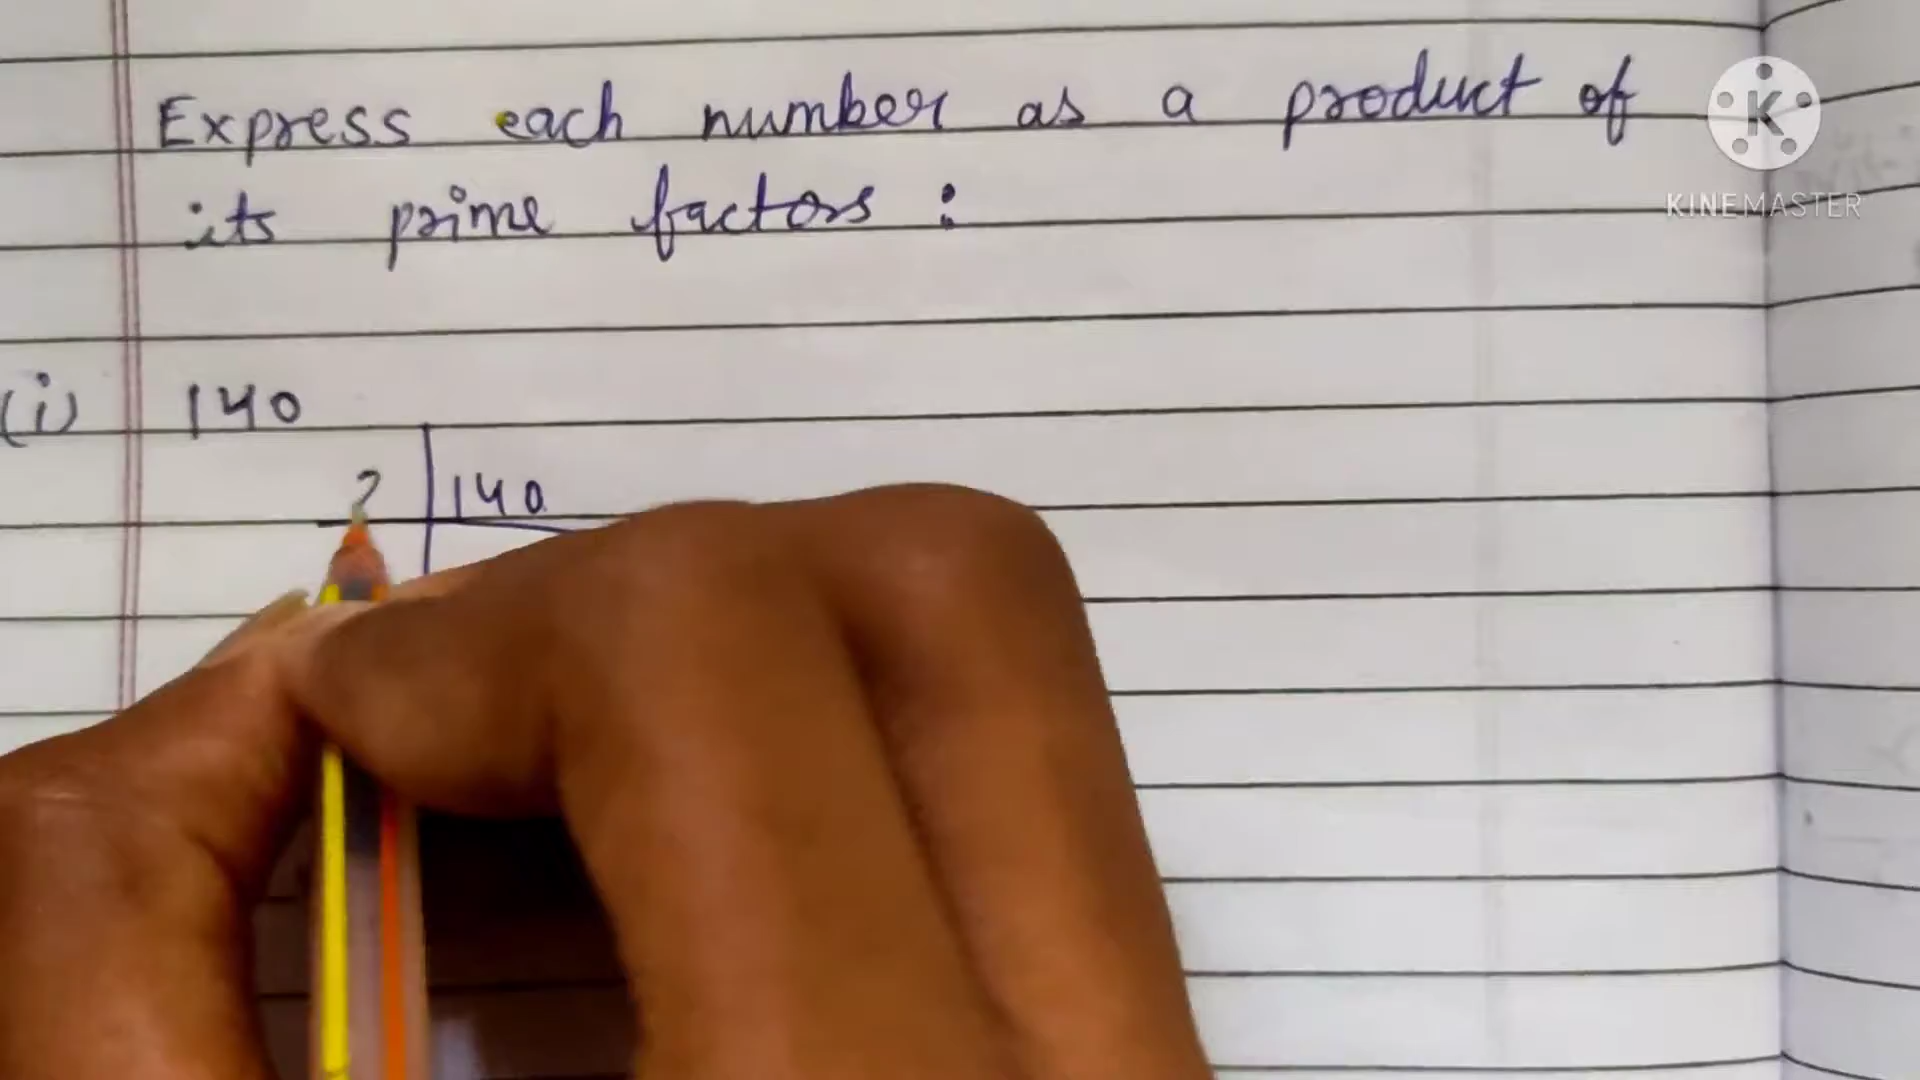 Express each number as a product of
its prime factors :
K
KINEMASTER
(i) 140
2 140